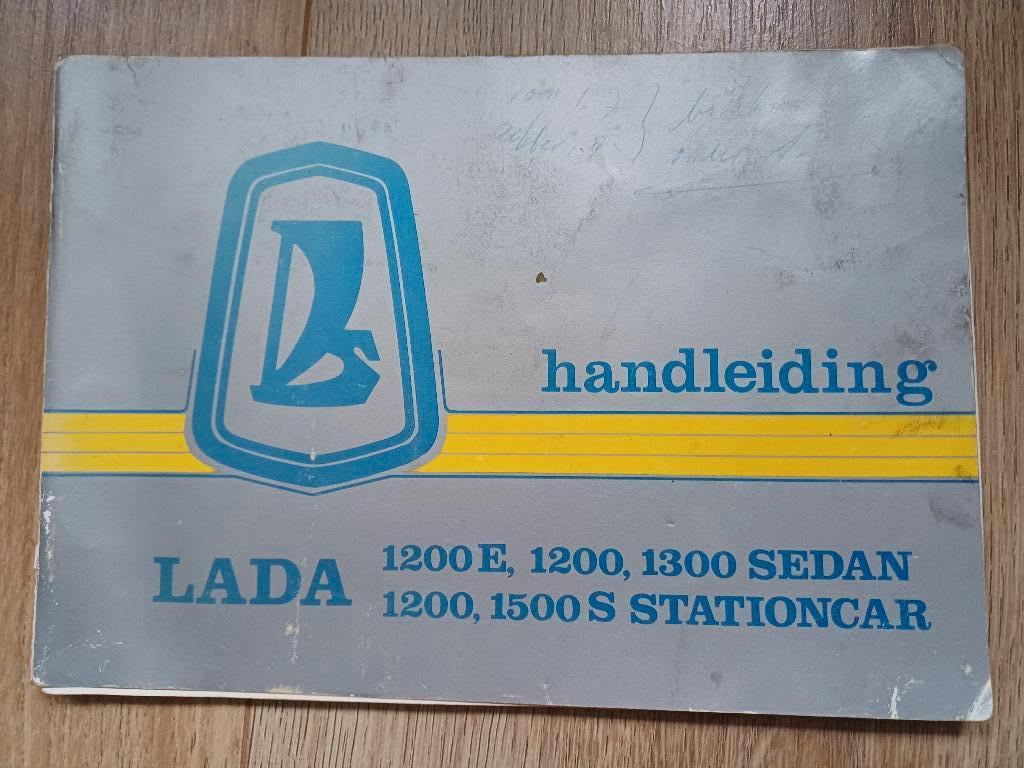 handleiding
LADA
1200 E, 1200, 1300 SEDAN
1200, 1500 S STATIONCAR